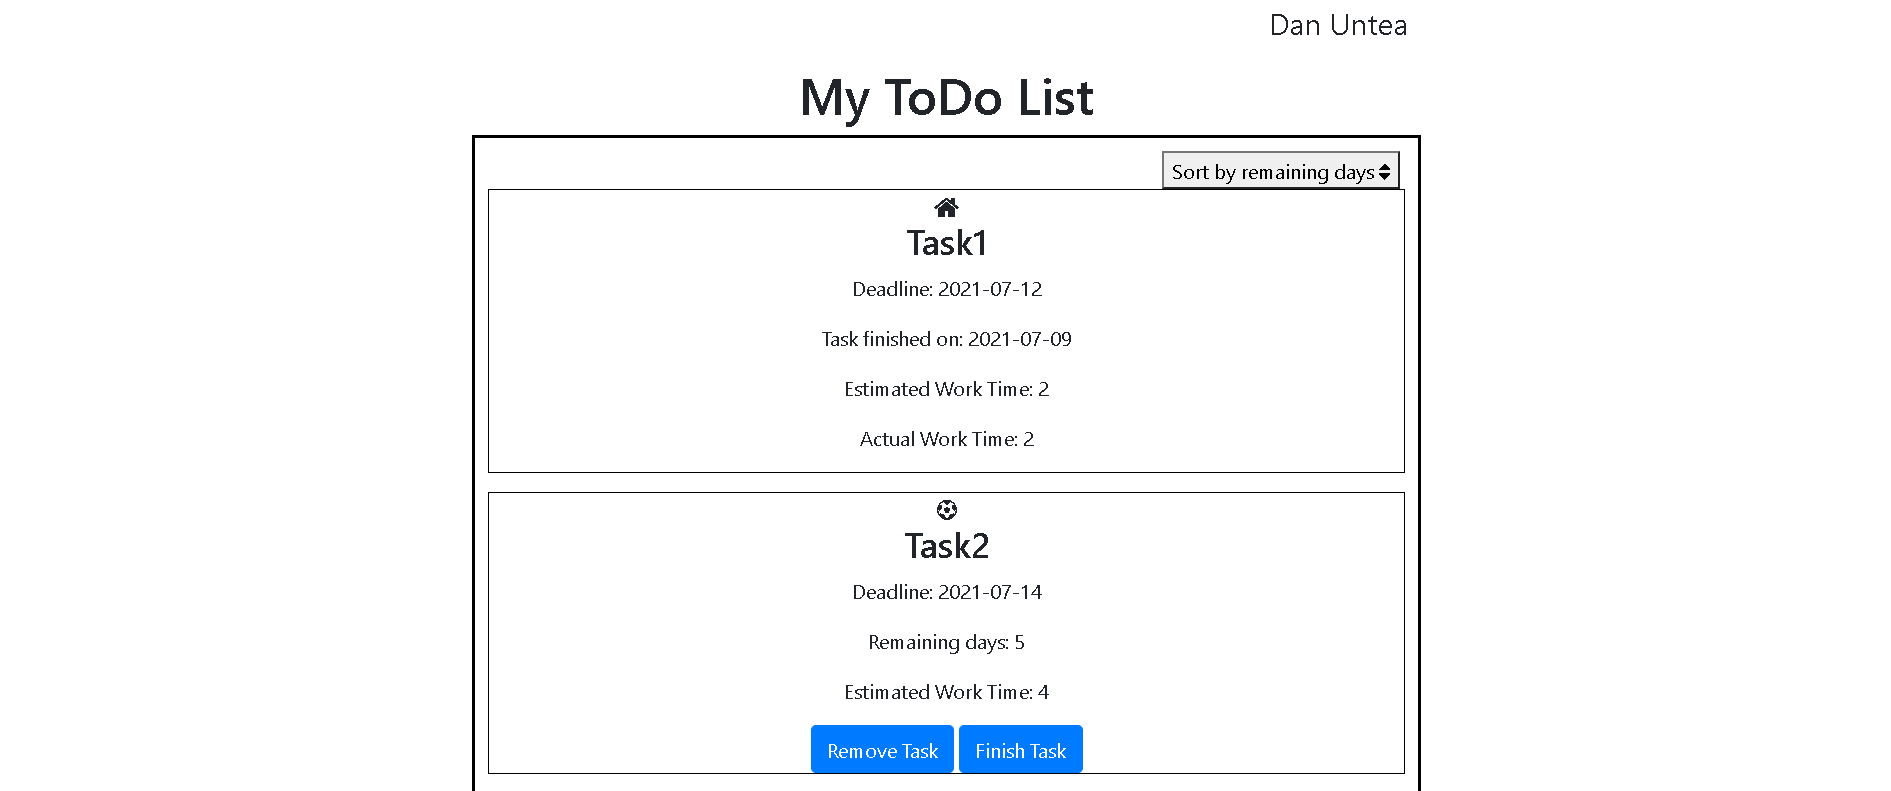 Dan Untea
My ToDo List
Sort by remaining days
Task1
Deadline: 2021-07-12
Task finished on: 2021-07-09
Estimated Work Time: 2
Actual Work Time: 2
Task2
Deadline: 2021-07-14
Remaining days: 5
Estimated Work Time: 4
Remove Task Finish Task